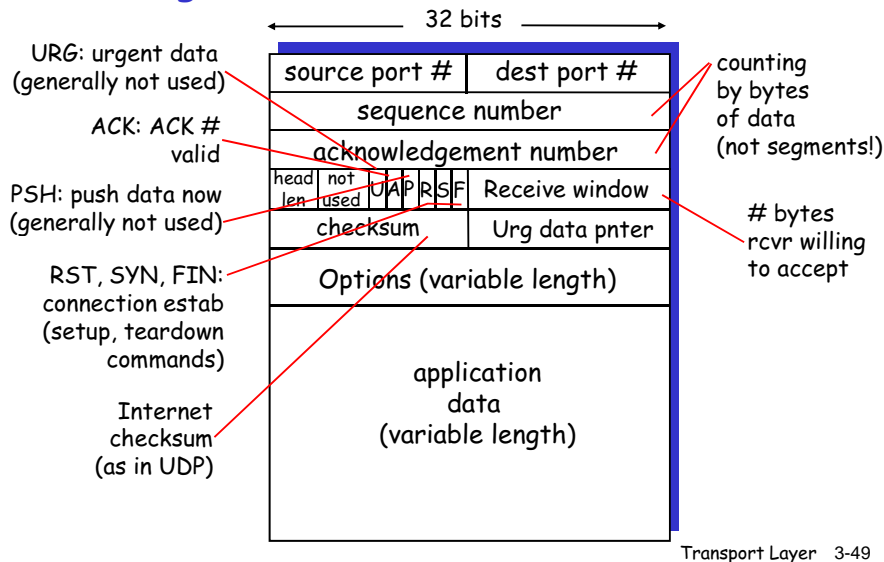 32 bits
URG: urgent data
(generally not used)
ACK: ACK #
valid
PSH: push data now
(generally not used)
RST, SYN, FIN:
connection estab
(setup, teardown
commands)
Internet
checksum
(as in UDP)
source port # dest port #
sequence number
acknowledgement number
head
len
not
used
U A P R S F
Receive window
checksum
Urg data pnter
Options (variable length)
application
data
(variable length)
counting
by bytes
of data
(not segments!)
# bytes
rcvr willing
to accept
Transport Layer 3-49